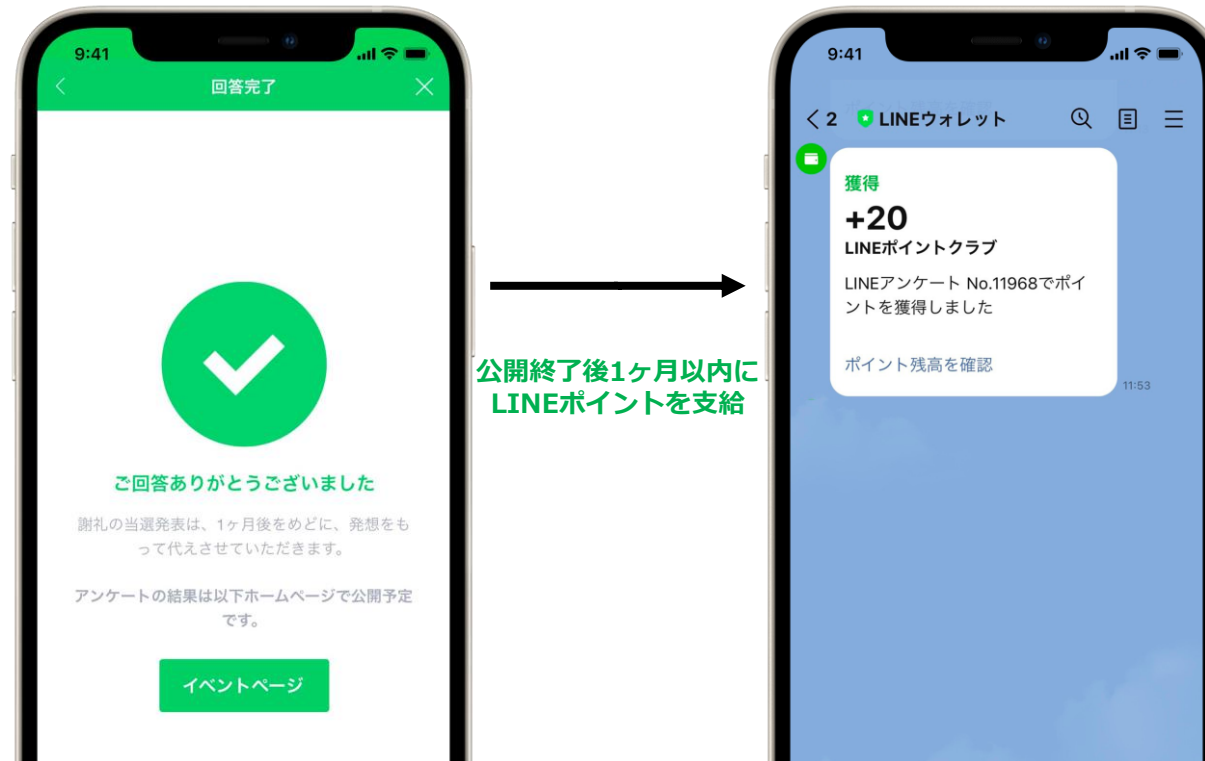 9:41
回答完了
ご回答ありがとうございました
謝礼の当選発表は、1ヶ月後をめどに、発想をも
って代えさせていただきます。
アンケートの結果は以下ホームページで公開予定
です。
イベントページ
公開終了後1ヶ月以内に
LINEポイントを支給
9:41
2 LINEウォレット
獲得
+20
LINEポイントクラブ
LINEアンケート No.11968でポイ
ントを獲得しました
ポイント残高を確認
11:53